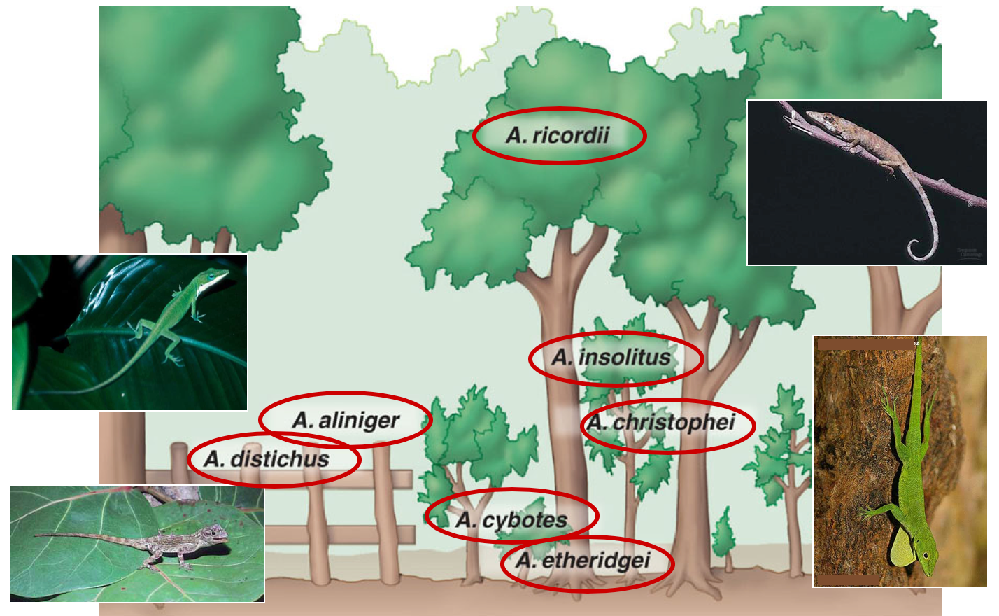 A. ricordii
A. insolitus
A. aliniger
A. christophei
A. distichus
A. cybotes
A. etheridgei